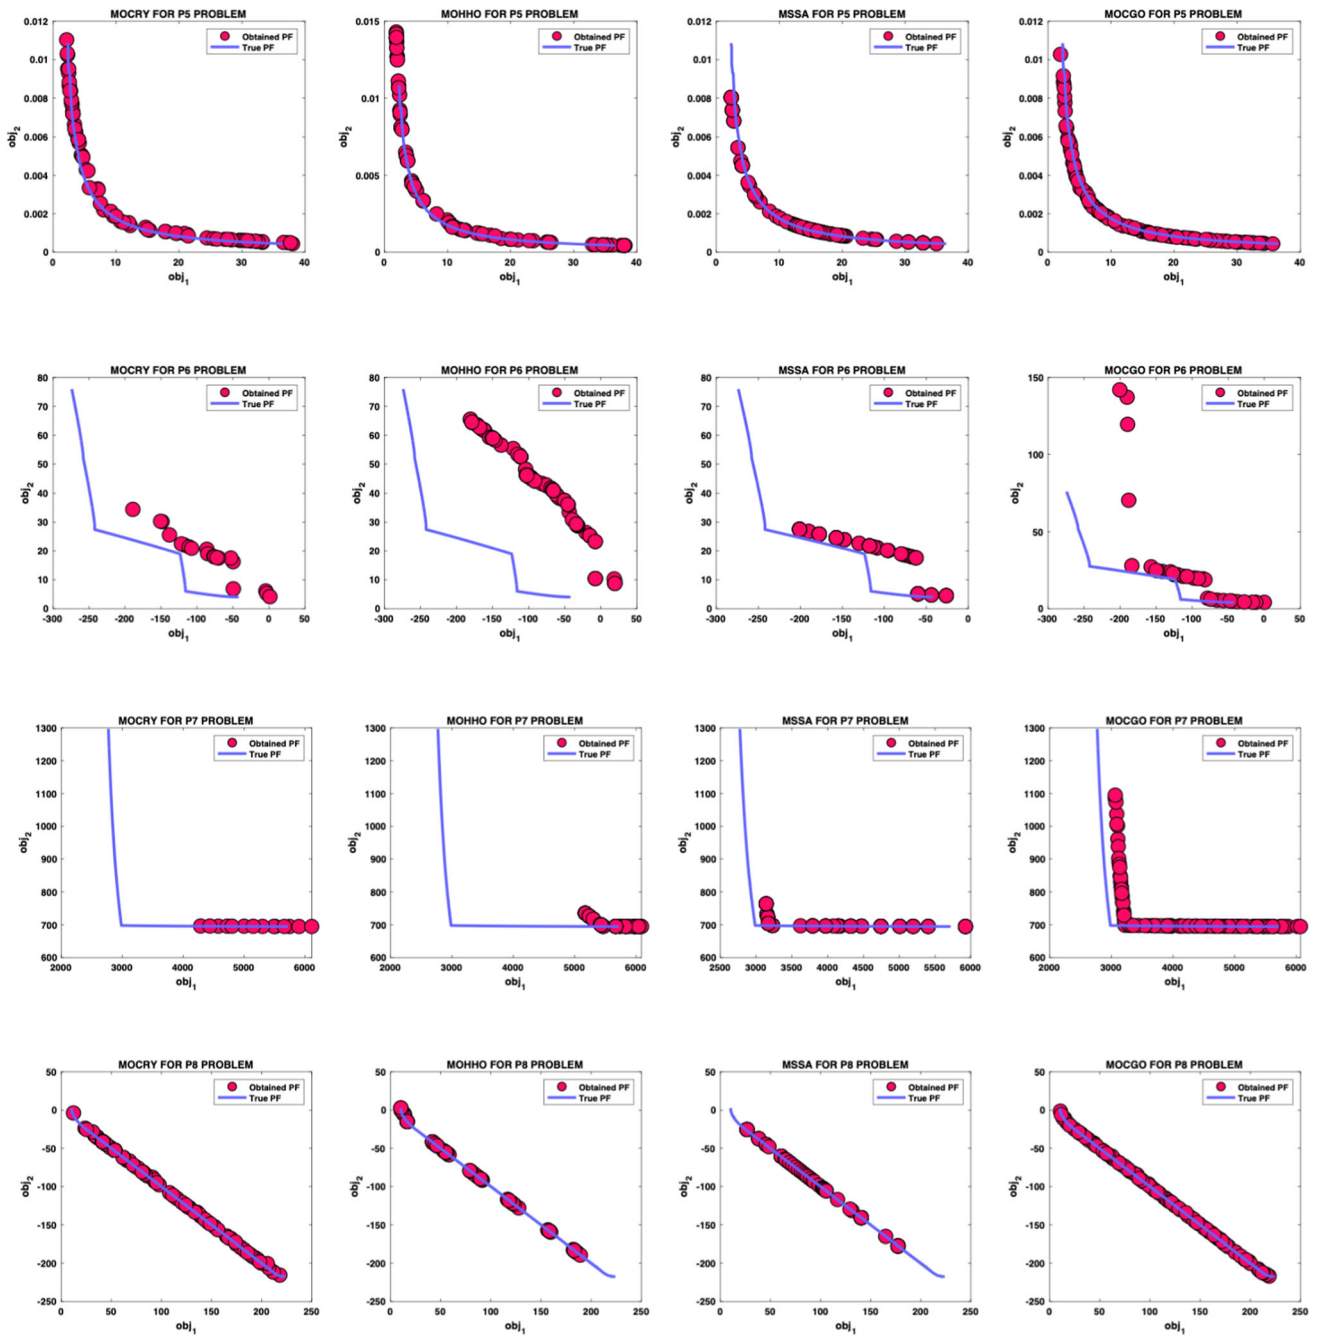 MOCRY FOR P5 PROBLEM
0.012
0.01
0.008
0.006
0.004
0.002
0
obj2
Obtained PF
True PF
0 10 20 30 40
obj1
MOHHO FOR P5 PROBLEM
0.015
0.01
0.005
0
obj2
Obtained PF
True PF
0 10 20 30 40
obj1
MSSA FOR P5 PROBLEM
0.012
0.01
0.008
0.006
0.004
0.002
0
obj2
Obtained PF
True PF
0 10 20 30 40
obj1
MOCGO FOR P5 PROBLEM
0.012
0.01
0.008
0.006
0.004
0.002
0
obj2
Obtained PF
True PF
0 10 20 30 40
obj1
MOCRY FOR P6 PROBLEM
80
70
60
50
40
30
20
10
0
obj2
Obtained PF
True PF
-300 -250 -200 -150 -100 -50 0 50
obj1
MOHHO FOR P6 PROBLEM
80
70
60
50
40
30
20
10
0
obj2
Obtained PF
True PF
-300 -250 -200 -150 -100 -50 0 50
obj1
MSSA FOR P6 PROBLEM
80
70
60
50
40
30
20
10
0
obj2
Obtained PF
True PF
-300 -250 -200 -150 -100 -50 0
obj1
MOCGO FOR P6 PROBLEM
150
100
50
0
obj2
Obtained PF
True PF
-300 -250 -200 -150 -100 -50 0 50
obj1
MOCRY FOR P7 PROBLEM
1300
1200
1100
1000
900
800
700
600
obj2
Obtained PF
True PF
2000 3000 4000 5000 6000
obj1
MOHHO FOR P7 PROBLEM
1300
1200
1100
1000
900
800
700
600
obj2
Obtained PF
True PF
2000 3000 4000 5000 6000
obj1
MSSA FOR P7 PROBLEM
1300
1200
1100
1000
900
800
700
600
obj2
Obtained PF
True PF
2500 3000 3500 4000 4500 5000 5500 6000
obj1
MOCGO FOR P7 PROBLEM
1300
1200
1100
1000
900
800
700
600
obj2
Obtained PF
True PF
2000 3000 4000 5000 6000
obj1
MOCRY FOR P8 PROBLEM
50
0
-50
-100
-150
-200
-250
obj2
Obtained PF
True PF
0 50 100 150 200 250
obj1
MOHHO FOR P8 PROBLEM
50
0
-50
-100
-150
-200
-250
obj2
Obtained PF
True PF
0 50 100 150 200 250
obj1
MSSA FOR P8 PROBLEM
50
0
-50
-100
-150
-200
-250
obj2
Obtained PF
True PF
0 50 100 150 200 250
obj1
MOCGO FOR P8 PROBLEM
50
0
-50
-100
-150
-200
-250
obj2
Obtained PF
True PF
0 50 100 150 200 250
obj1